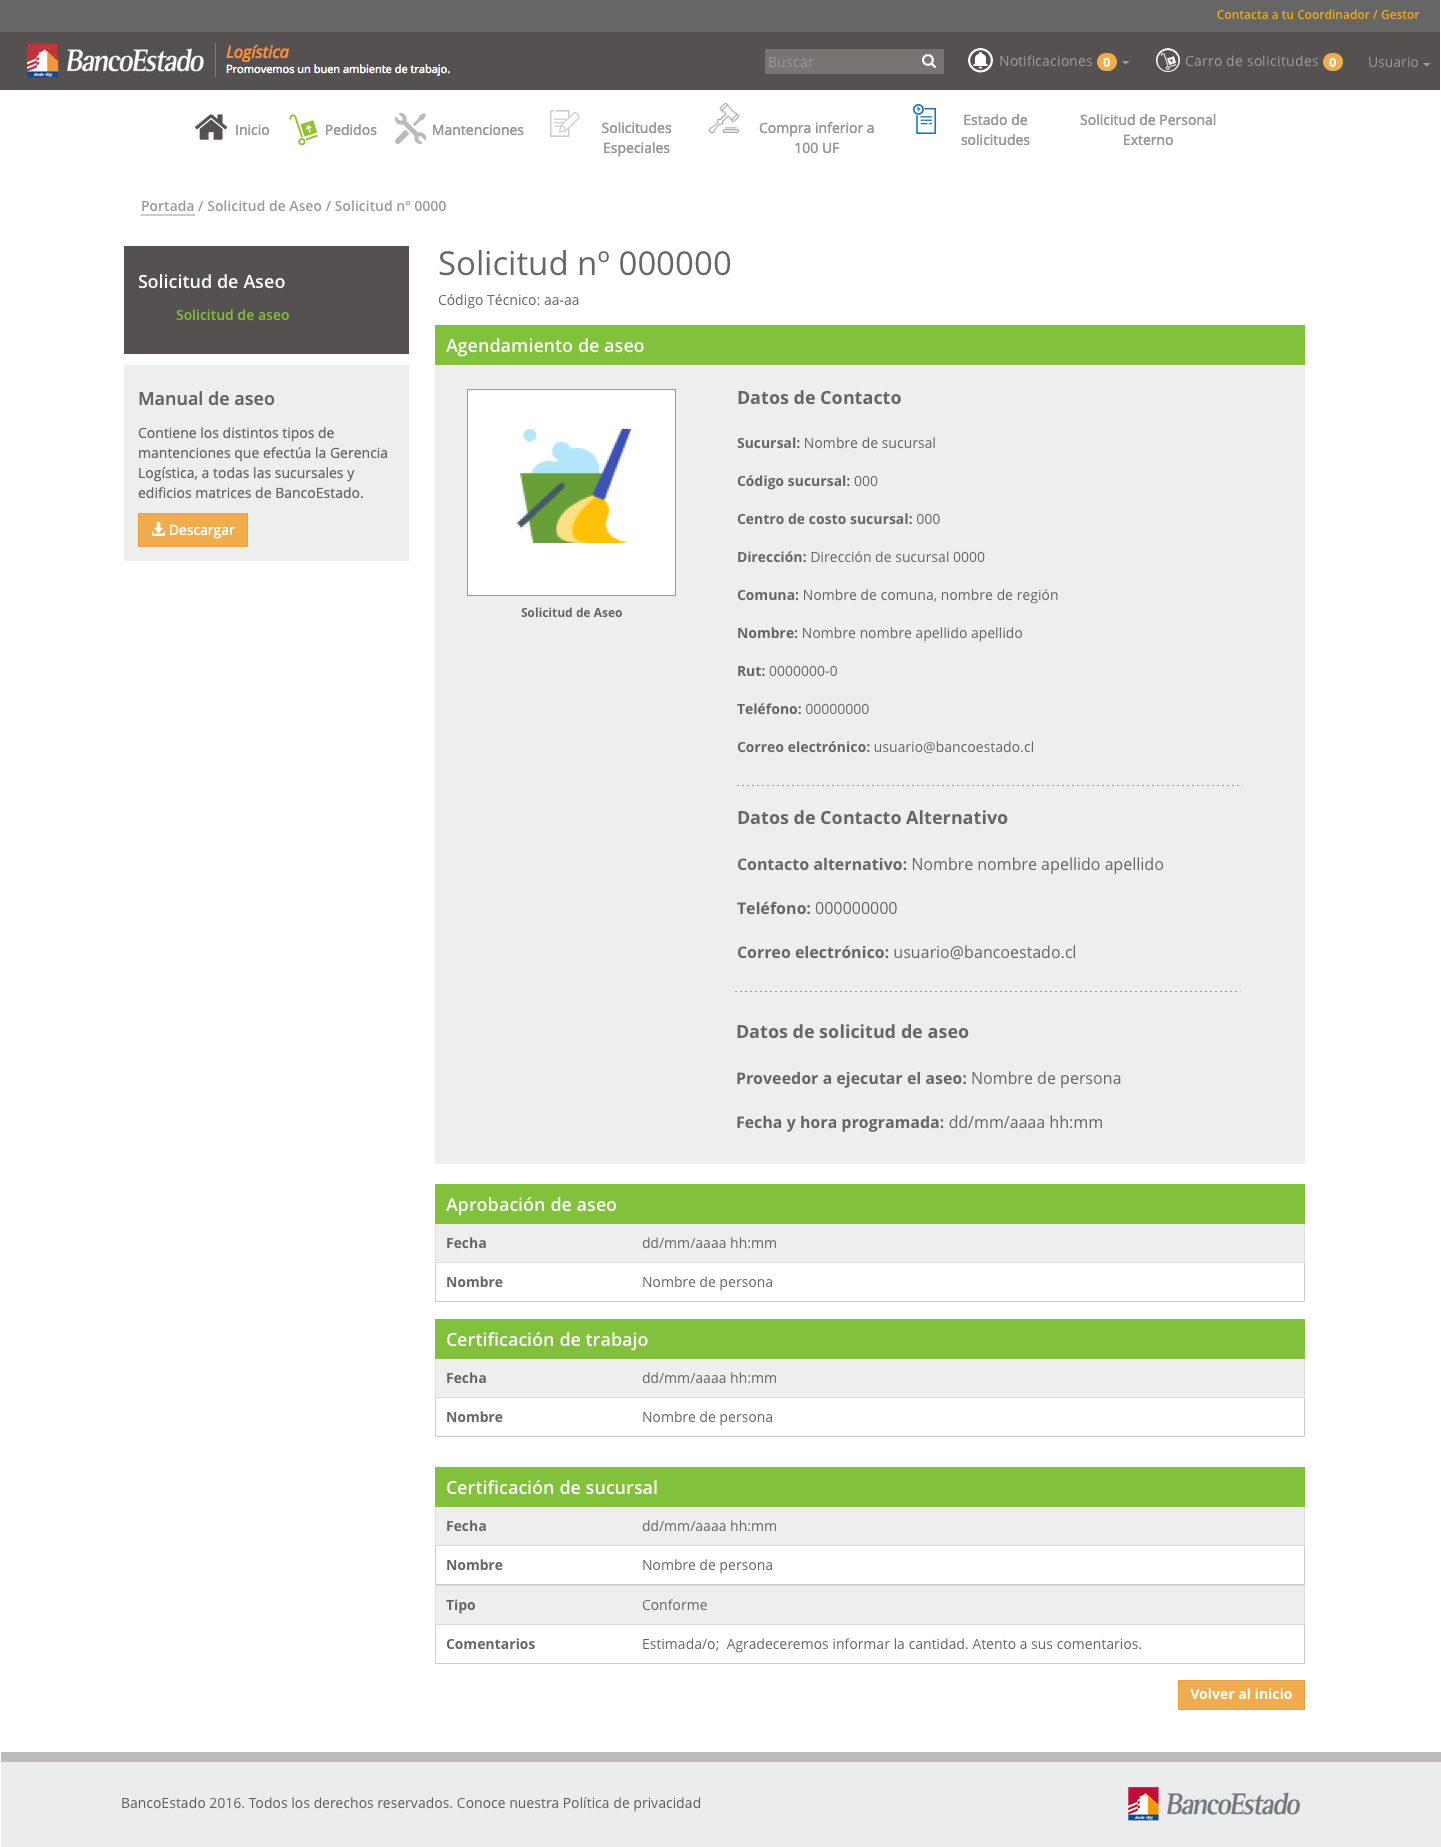 Contacta a tu Coordinador / Gestor
BancoEstado
desde 1855
Logística
Promovemos un buen ambiente de trabajo.
Buscar
Notificaciones 0
Carro de solicitudes 0
Usuario
Inicio
Pedidos
Mantenciones
Solicitudes
Especiales
Compra inferior a
100 UF
Estado de
solicitudes
Solicitud de Personal
Externo
Portada / Solicitud de Aseo / Solicitud nº 0000
Solicitud de Aseo
Solicitud de aseo
Manual de aseo
Contiene los distintos tipos de
mantenciones que efectúa la Gerencia
Logística, a todas las sucursales y
edificios matrices de BancoEstado.
Descargar
Solicitud nº 000000
Código Técnico: aa-aa
Agendamiento de aseo
Solicitud de Aseo
Datos de Contacto
Sucursal: Nombre de sucursal
Código sucursal: 000
Centro de costo sucursal: 000
Dirección: Dirección de sucursal 0000
Comuna: Nombre de comuna, nombre de región
Nombre: Nombre nombre apellido apellido
Rut: 0000000-0
Teléfono: 00000000
Correo electrónico: usuario@bancoestado.cl
Datos de Contacto Alternativo
Contacto alternativo: Nombre nombre apellido apellido
Teléfono: 000000000
Correo electrónico: usuario@bancoestado.cl
Datos de solicitud de aseo
Proveedor a ejecutar el aseo: Nombre de persona
Fecha y hora programada: dd/mm/aaaa hh:mm
Aprobación de aseo
Fecha dd/mm/aaaa hh:mm
Nombre Nombre de persona
Certificación de trabajo
Fecha dd/mm/aaaa hh:mm
Nombre Nombre de persona
Certificación de sucursal
Fecha dd/mm/aaaa hh:mm
Nombre Nombre de persona
Tipo Conforme
Comentarios Estimada/o;  Agradeceremos informar la cantidad. Atento a sus comentarios.
Volver al inicio
BancoEstado 2016. Todos los derechos reservados. Conoce nuestra Política de privacidad
desde 1855
BancoEstado